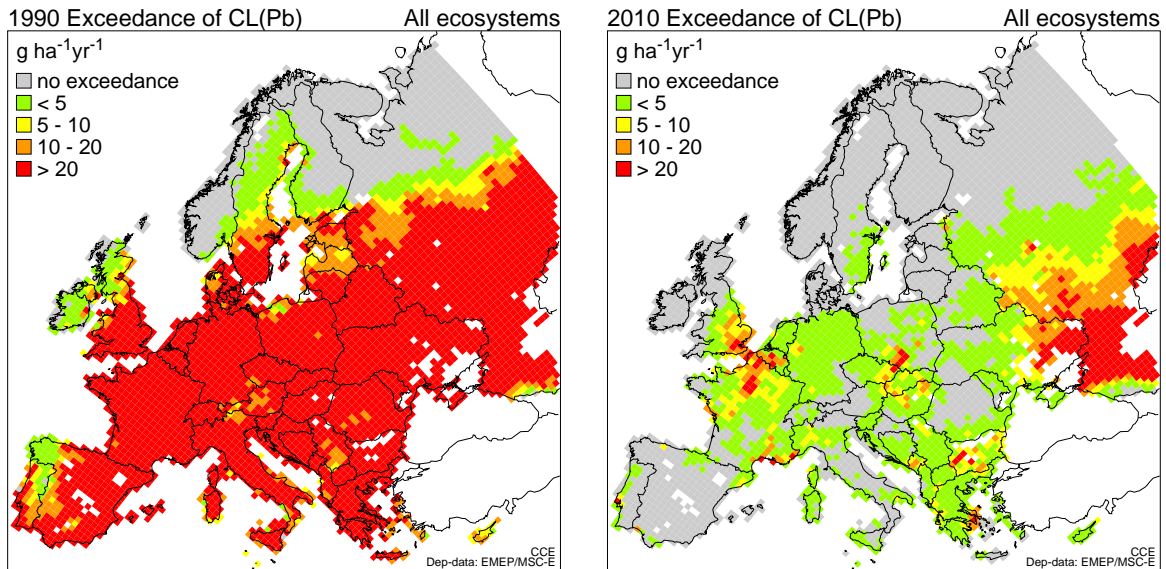 1990 Exceedance of CL(Pb) All ecosystems
g ha⁻¹yr⁻¹
no exceedance
< 5
5 - 10
10 - 20
> 20
CCE
Dep-data: EMEP/MSC-E
2010 Exceedance of CL(Pb) All ecosystems
g ha⁻¹yr⁻¹
no exceedance
< 5
5 - 10
10 - 20
> 20
CCE
Dep-data: EMEP/MSC-E